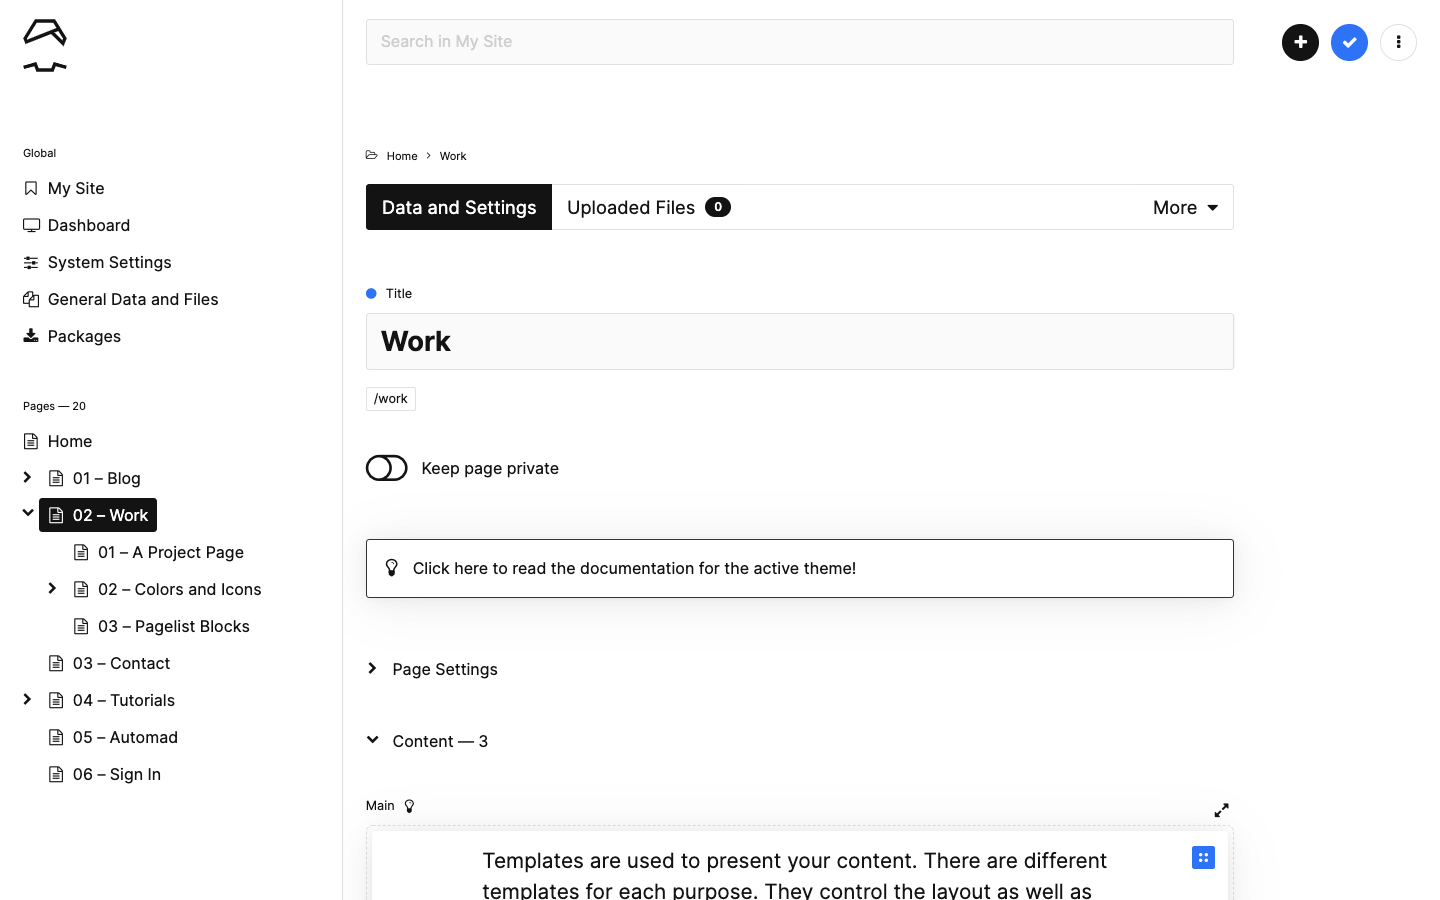 Search in My Site
Global
My Site
Dashboard
System Settings
General Data and Files
Packages
Pages — 20
Home
01 – Blog
02 – Work
01 – A Project Page
02 – Colors and Icons
03 – Pagelist Blocks
03 – Contact
04 – Tutorials
05 – Automad
06 – Sign In
Home > Work
Data and Settings Uploaded Files 0 More
Title
Work
/work
Keep page private
Click here to read the documentation for the active theme!
Page Settings
Content — 3
Main
Templates are used to present your content. There are different
templates for each purpose. They control the layout as well as